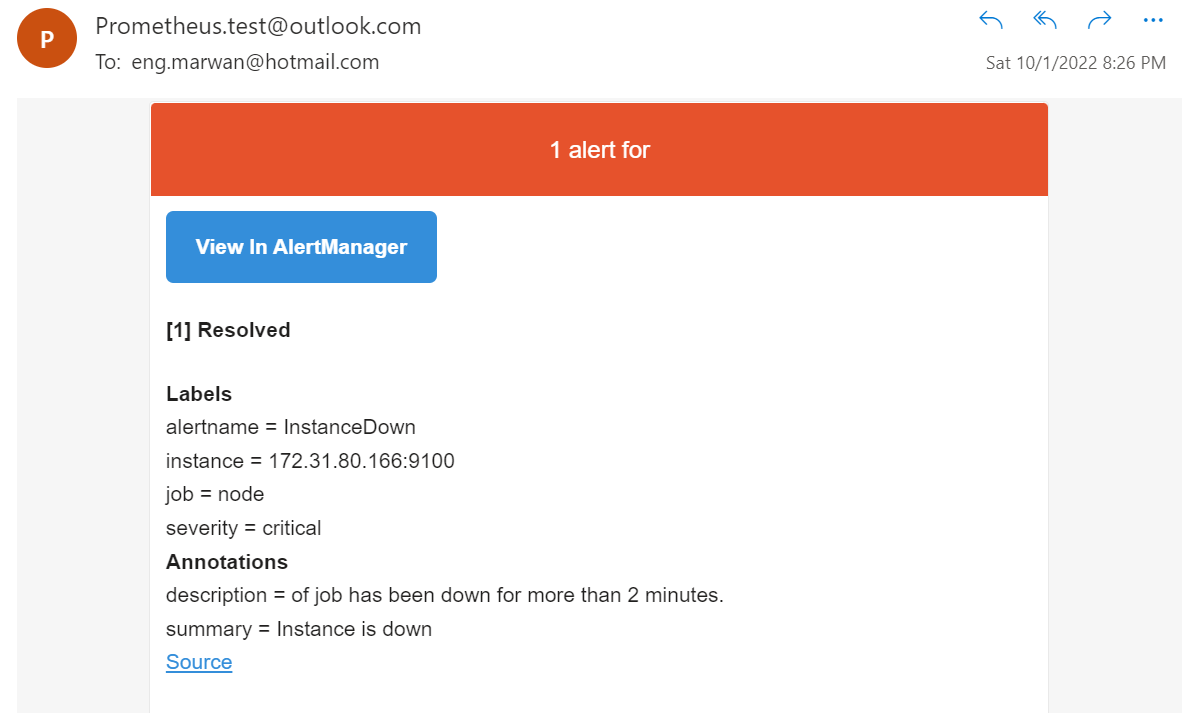 P
Prometheus.test@outlook.com
To: eng.marwan@hotmail.com
Sat 10/1/2022 8:26 PM
1 alert for
View In AlertManager
[1] Resolved
Labels
alertname = InstanceDown
instance = 172.31.80.166:9100
job = node
severity = critical
Annotations
description = of job has been down for more than 2 minutes.
summary = Instance is down
Source